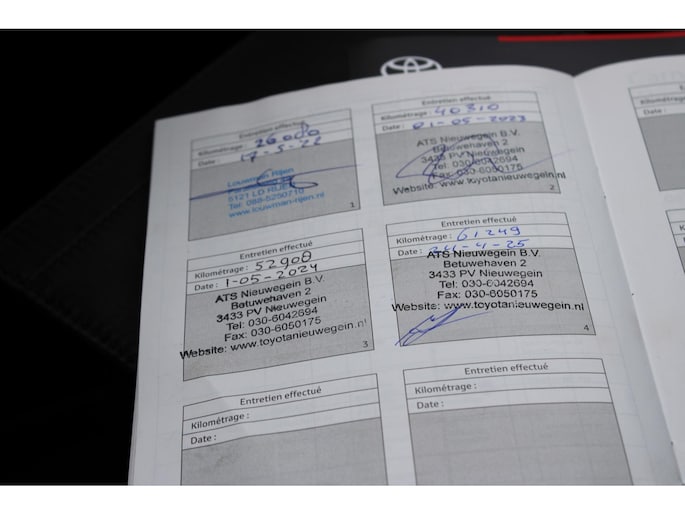 Entretien effectué
Kilométrage : 26080
Date : 17-5-22
Louwman Rijen
5121 LD RIJEN
Tel: 088-5250710
www.louwman-rijen.nl
1
Entretien effectué
Kilométrage : 40310
Date : 01-05-2023
ATS Nieuwegein B.V.
Betuwehaven 2
3433 PV Nieuwegein
Tel: 030-6042694
Fax: 030-6050175
Website: www.toyotanieuwegein.nl
2
Entretien effectué
Kilométrage : 52908
Date : 1-05-2024
ATS Nieuwegein B.V.
Betuwehaven 2
3433 PV Nieuwegein
Tel: 030-6042694
Fax: 030-6050175
Website: www.toyotanieuwegein.nl
3
Entretien effectué
Kilométrage : 61249
Date : 24-4-25
ATS Nieuwegein B.V.
Betuwehaven 2
3433 PV Nieuwegein
Tel: 030-6042694
Fax: 030-6050175
Website: www.toyotanieuwegein.nl
4
Entretien effectué
Kilométrage :
Date :
Entretien effectué
Kilométrage :
Date :